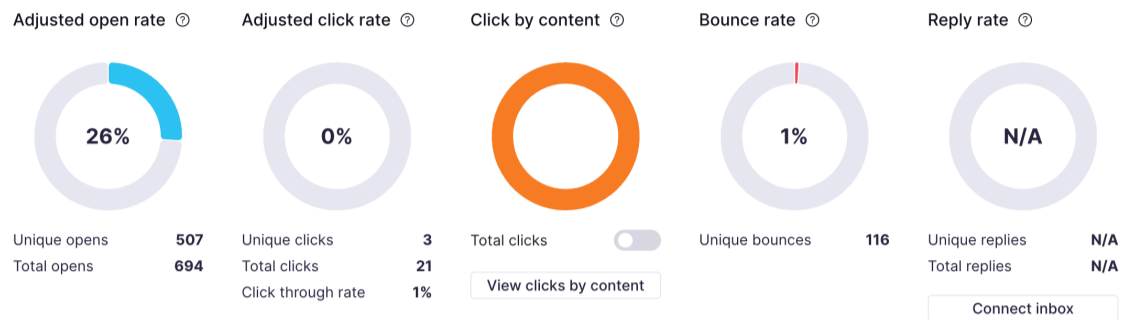 Adjusted open rate
26%
Unique opens 507
Total opens 694
Adjusted click rate
0%
Unique clicks 3
Total clicks 21
Click through rate 1%
Click by content
Total clicks
View clicks by content
Bounce rate
1%
Unique bounces 116
Reply rate
N/A
Unique replies N/A
Total replies N/A
Connect inbox